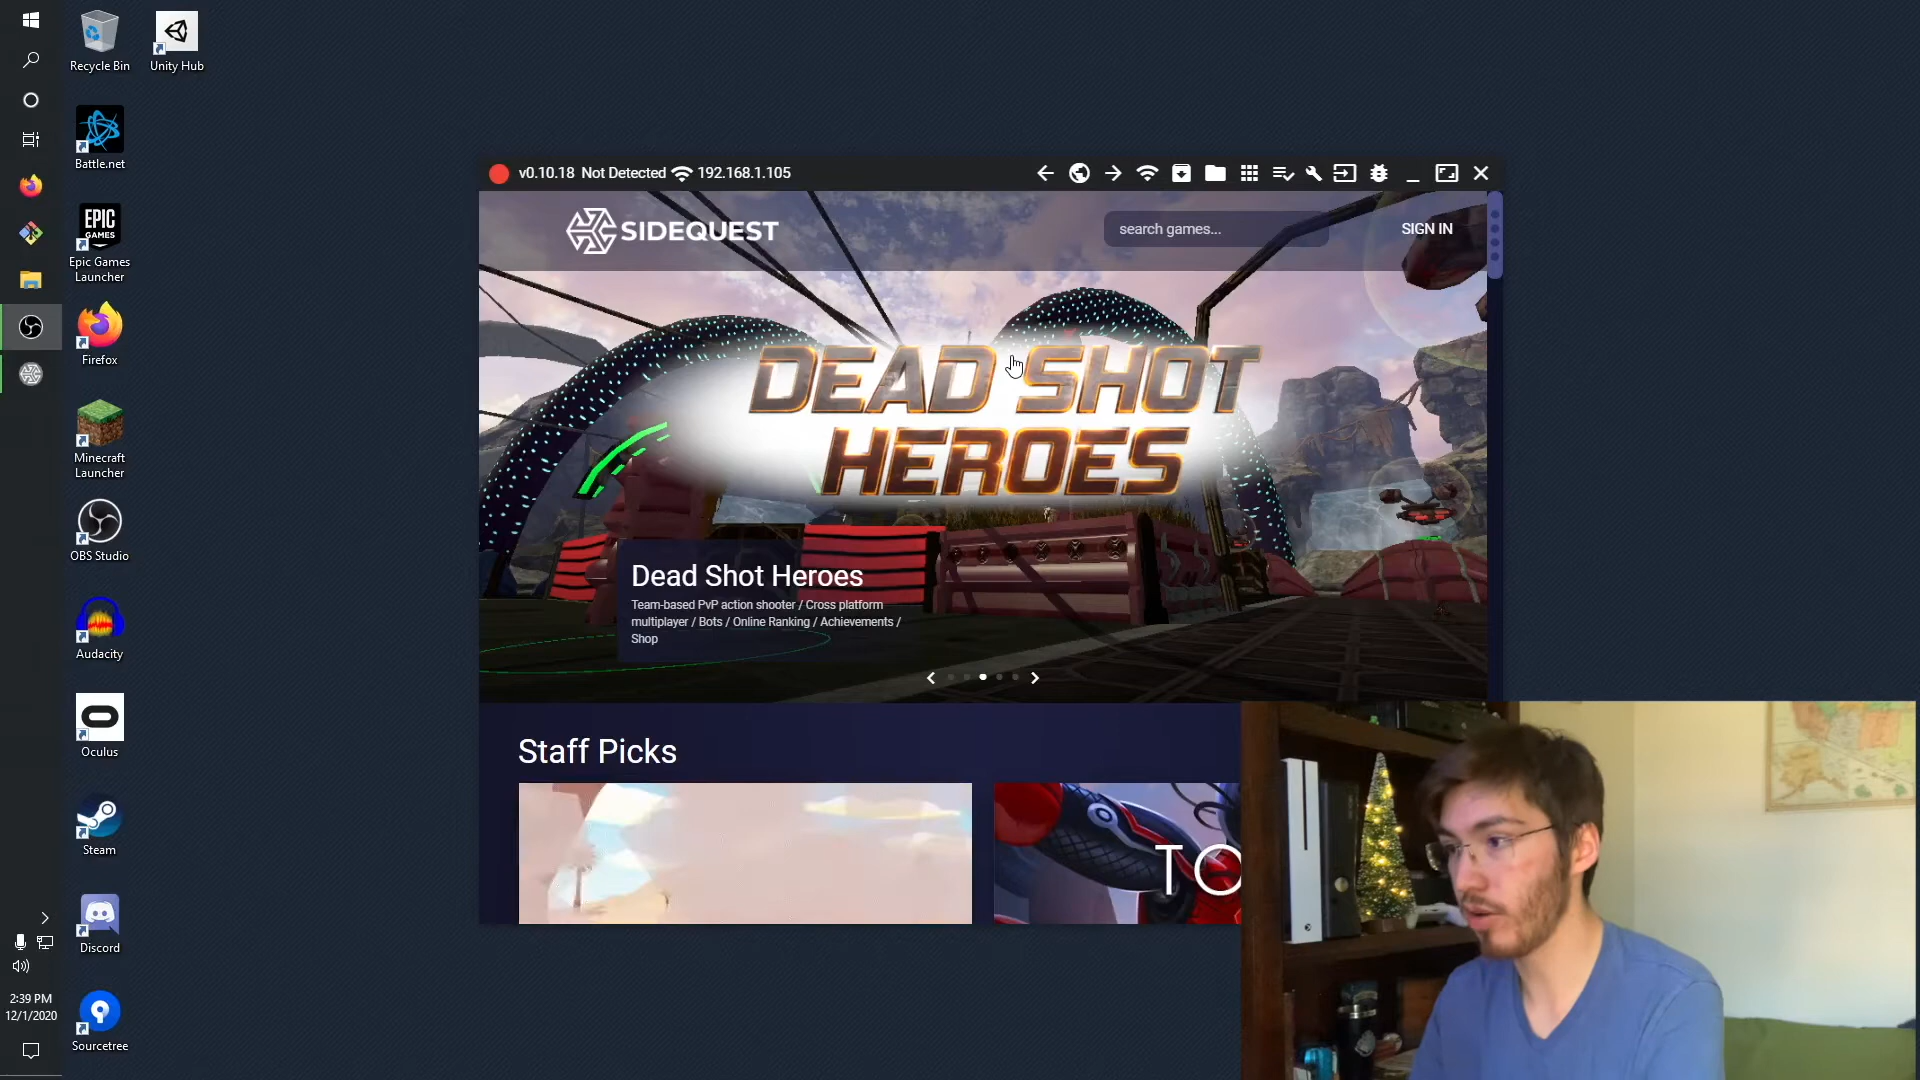 Recycle Bin
Unity Hub
Battle.net
EPIC
GAMES
Epic Games
Launcher
Firefox
Minecraft
Launcher
OBS Studio
Audacity
Oculus
Steam
Discord
Sourcetree
2:39 PM
12/1/2020
v0.10.18 Not Detected 192.168.1.105
SIDEQUEST
search games...
SIGN IN
DEAD SHOT
HEROES
Dead Shot Heroes
Team-based PvP action shooter / Cross platform
multiplayer / Bots / Online Ranking / Achievements /
Shop
Staff Picks
TO